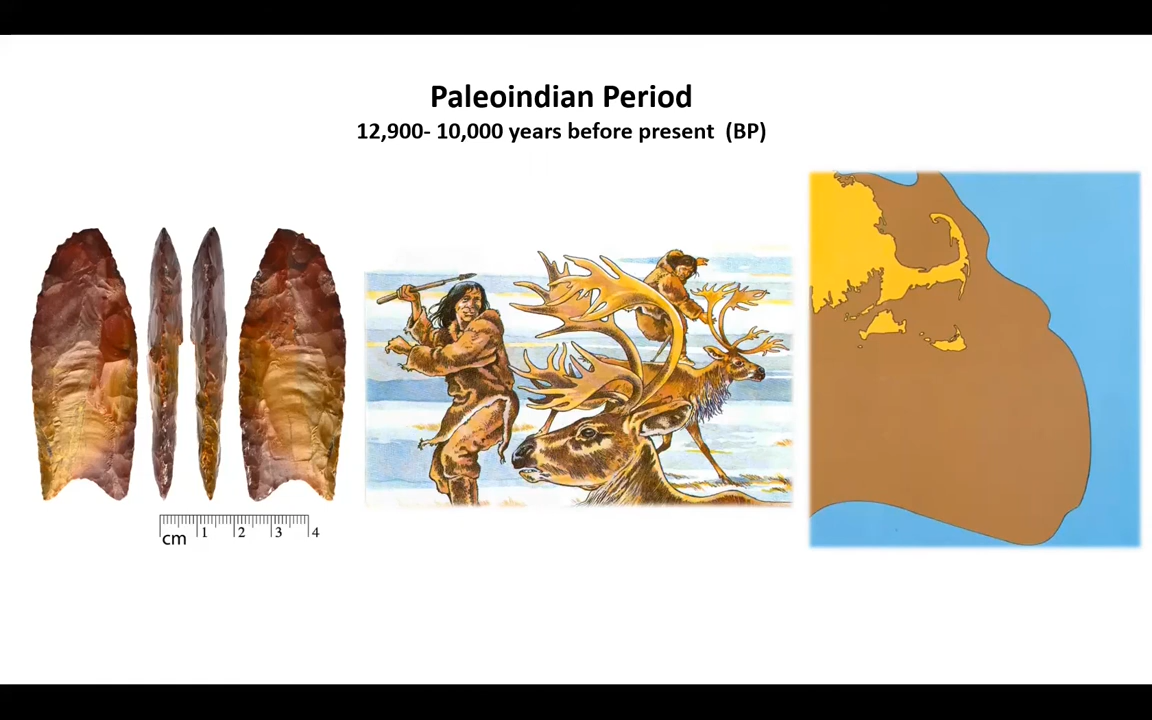 Paleoindian Period
12,900- 10,000 years before present (BP)
cm 1 2 3 4